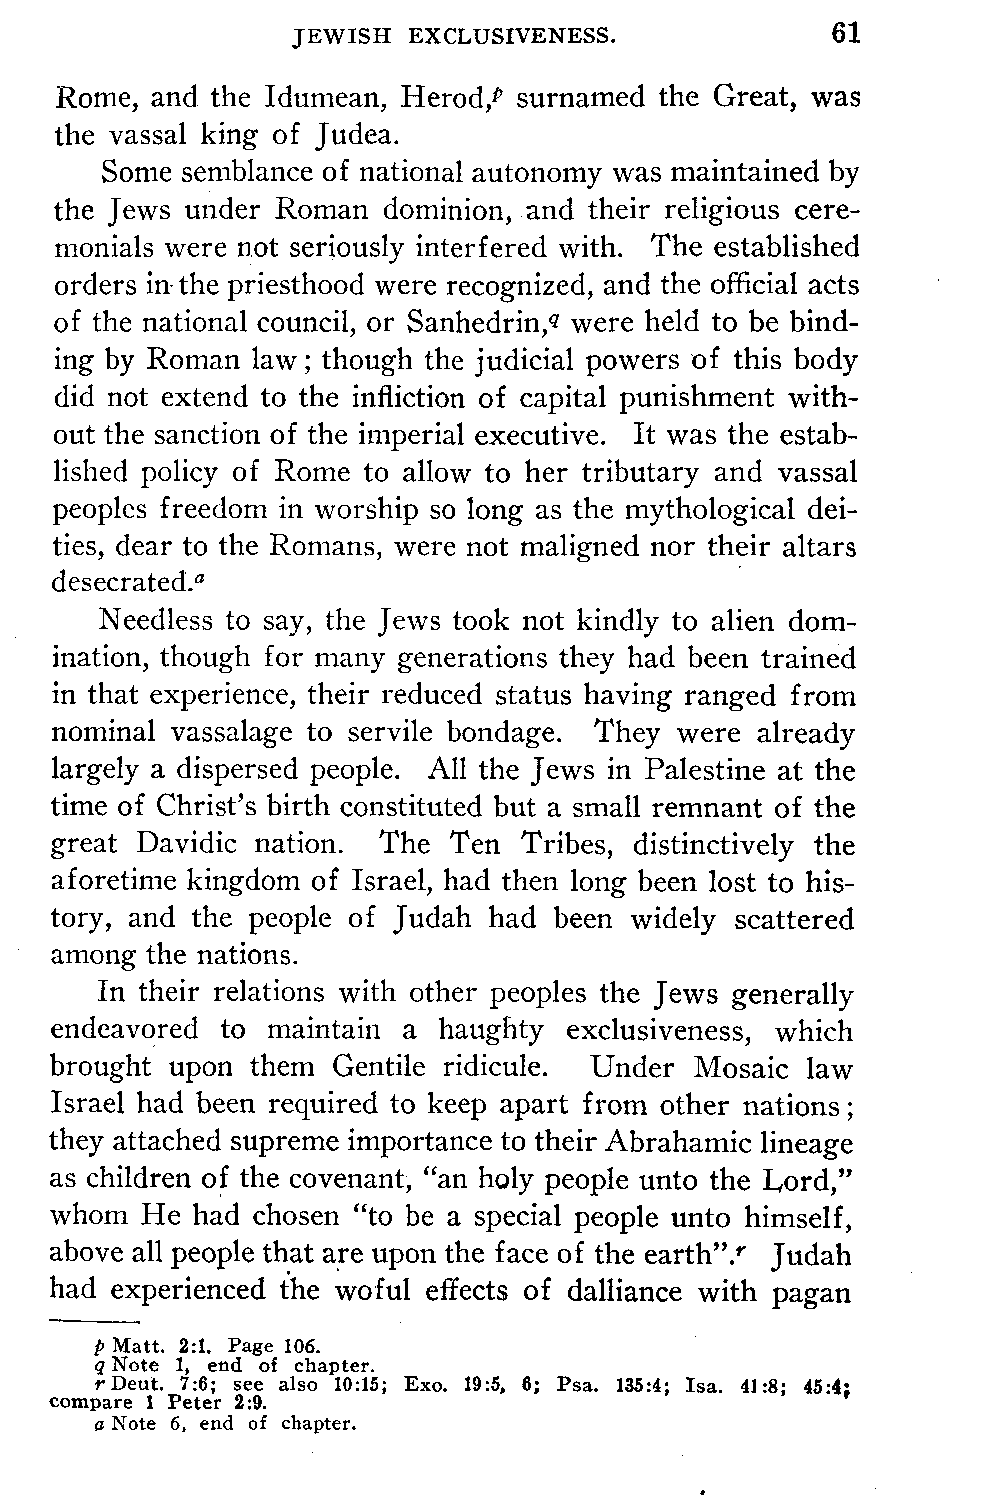 JEWISH EXCLUSIVENESS. 61
Rome, and the Idumean, Herod,p surnamed the Great, was
the vassal king of Judea.
Some semblance of national autonomy was maintained by
the Jews under Roman dominion, and their religious cere-
monials were not seriously interfered with. The established
orders in the priesthood were recognized, and the official acts
of the national council, or Sanhedrin,q were held to be bind-
ing by Roman law; though the judicial powers of this body
did not extend to the infliction of capital punishment with-
out the sanction of the imperial executive. It was the estab-
lished policy of Rome to allow to her tributary and vassal
peoples freedom in worship so long as the mythological dei-
ties, dear to the Romans, were not maligned nor their altars
desecrated.a
Needless to say, the Jews took not kindly to alien dom-
ination, though for many generations they had been trained
in that experience, their reduced status having ranged from
nominal vassalage to servile bondage. They were already
largely a dispersed people. All the Jews in Palestine at the
time of Christ's birth constituted but a small remnant of the
great Davidic nation. The Ten Tribes, distinctively the
aforetime kingdom of Israel, had then long been lost to his-
tory, and the people of Judah had been widely scattered
among the nations.
In their relations with other peoples the Jews generally
endeavored to maintain a haughty exclusiveness, which
brought upon them Gentile ridicule. Under Mosaic law
Israel had been required to keep apart from other nations;
they attached supreme importance to their Abrahamic lineage
as children of the covenant, "an holy people unto the Lord,"
whom He had chosen "to be a special people unto himself,
above all people that are upon the face of the earth".r Judah
had experienced the woful effects of dalliance with pagan
p Matt. 2:1. Page 106.
q Note 1, end of chapter.
r Deut. 7:6; see also 10:15; Exo. 19:5, 6; Psa. 135:4; Isa. 41:8; 45:4;
compare 1 Peter 2:9.
a Note 6, end of chapter.